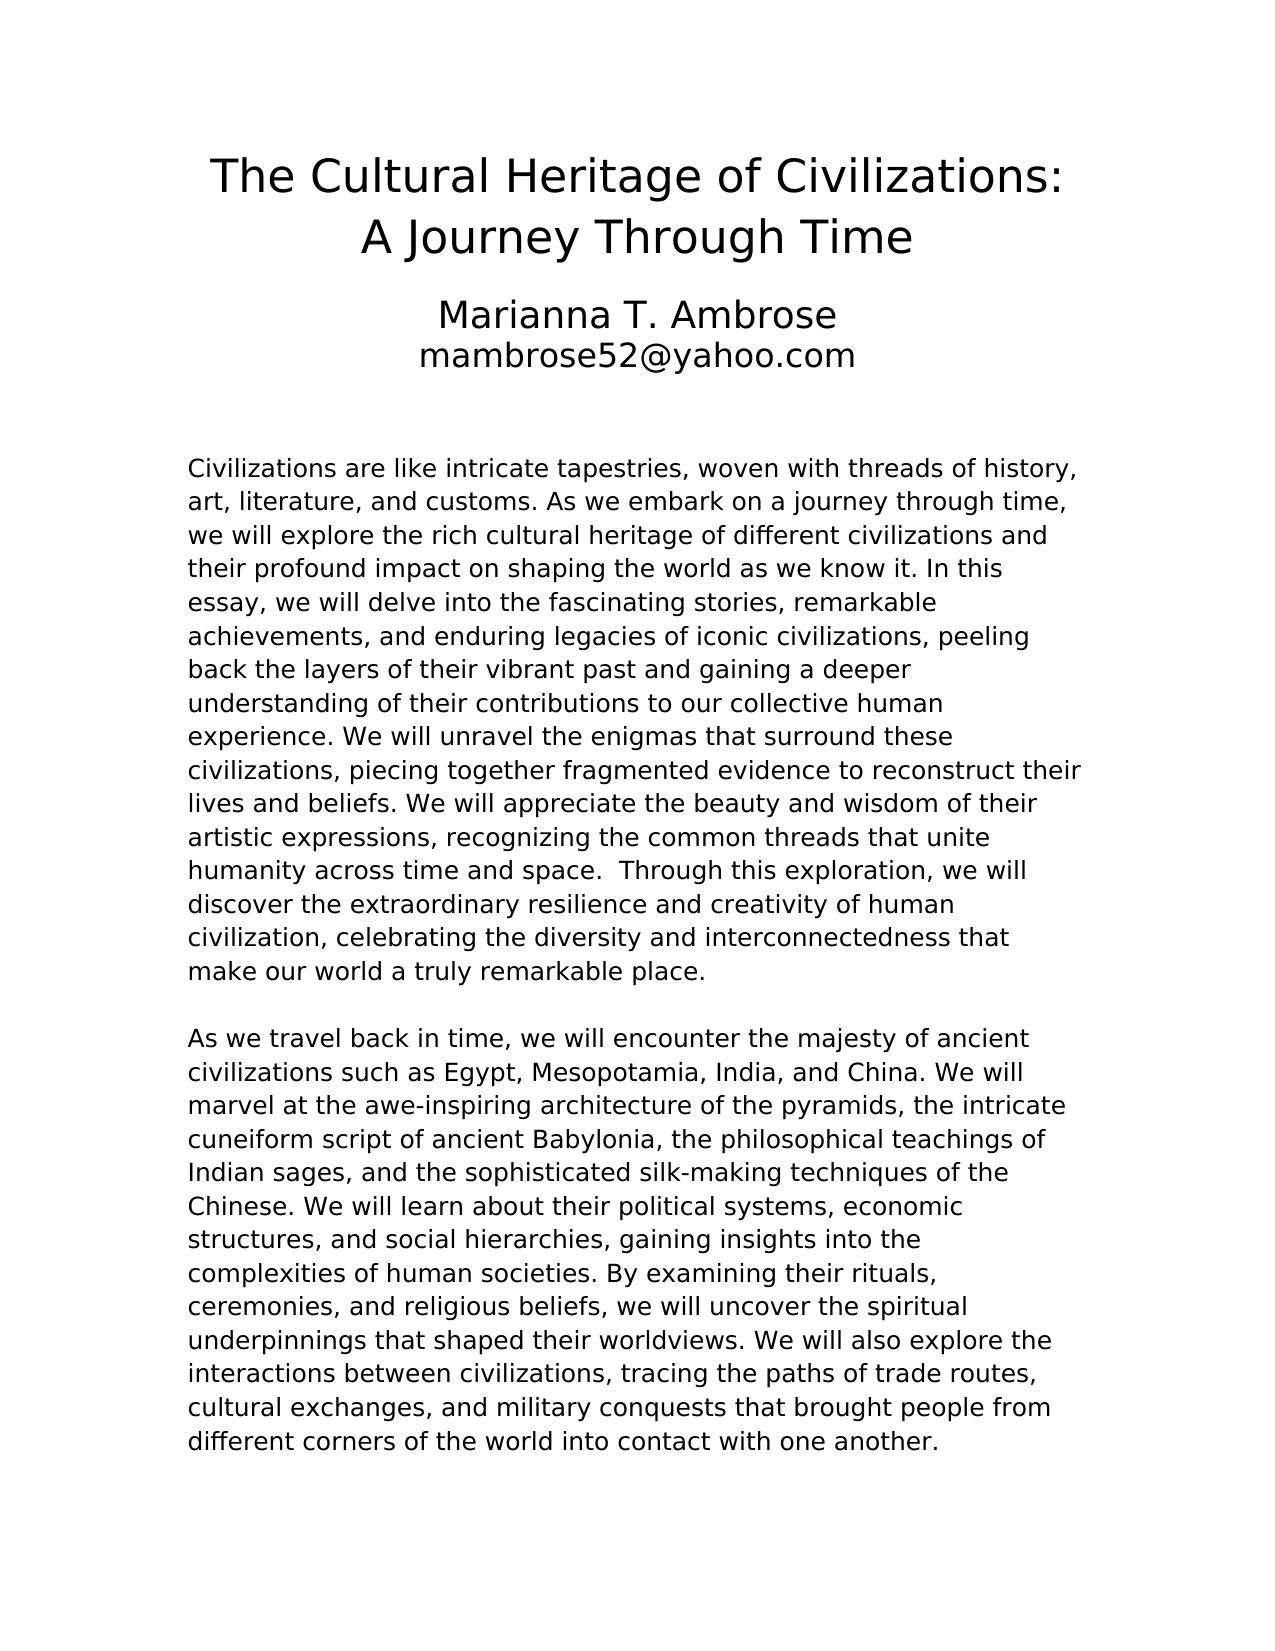 The Cultural Heritage of Civilizations:
A Journey Through Time
Marianna T. Ambrose
mambrose52@yahoo.com
Civilizations are like intricate tapestries, woven with threads of history,
art, literature, and customs. As we embark on a journey through time,
we will explore the rich cultural heritage of different civilizations and
their profound impact on shaping the world as we know it. In this
essay, we will delve into the fascinating stories, remarkable
achievements, and enduring legacies of iconic civilizations, peeling
back the layers of their vibrant past and gaining a deeper
understanding of their contributions to our collective human
experience. We will unravel the enigmas that surround these
civilizations, piecing together fragmented evidence to reconstruct their
lives and beliefs. We will appreciate the beauty and wisdom of their
artistic expressions, recognizing the common threads that unite
humanity across time and space.  Through this exploration, we will
discover the extraordinary resilience and creativity of human
civilization, celebrating the diversity and interconnectedness that
make our world a truly remarkable place.
As we travel back in time, we will encounter the majesty of ancient
civilizations such as Egypt, Mesopotamia, India, and China. We will
marvel at the awe-inspiring architecture of the pyramids, the intricate
cuneiform script of ancient Babylonia, the philosophical teachings of
Indian sages, and the sophisticated silk-making techniques of the
Chinese. We will learn about their political systems, economic
structures, and social hierarchies, gaining insights into the
complexities of human societies. By examining their rituals,
ceremonies, and religious beliefs, we will uncover the spiritual
underpinnings that shaped their worldviews. We will also explore the
interactions between civilizations, tracing the paths of trade routes,
cultural exchanges, and military conquests that brought people from
different corners of the world into contact with one another.